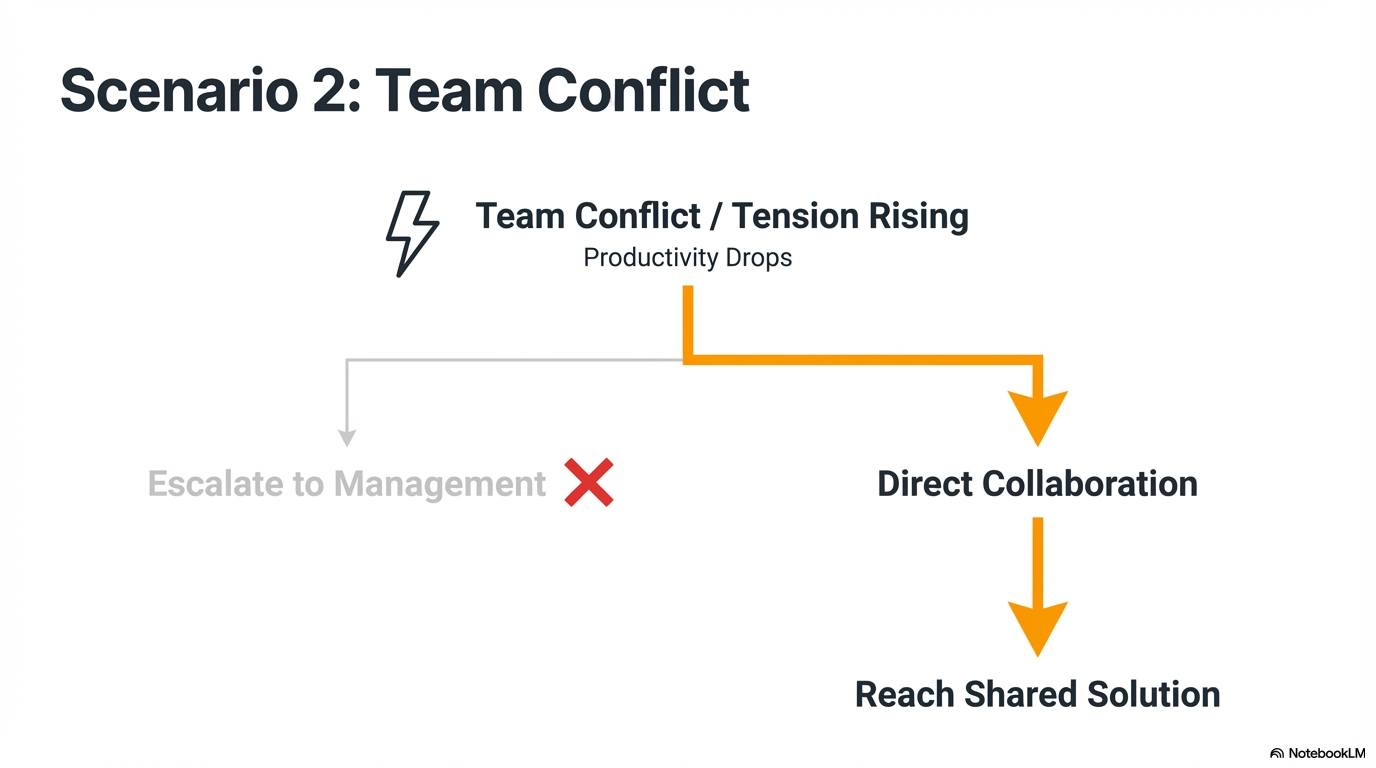 Scenario 2: Team Conflict
Team Conflict / Tension Rising
Productivity Drops
Escalate to Management
Direct Collaboration
Reach Shared Solution
NotebookLM